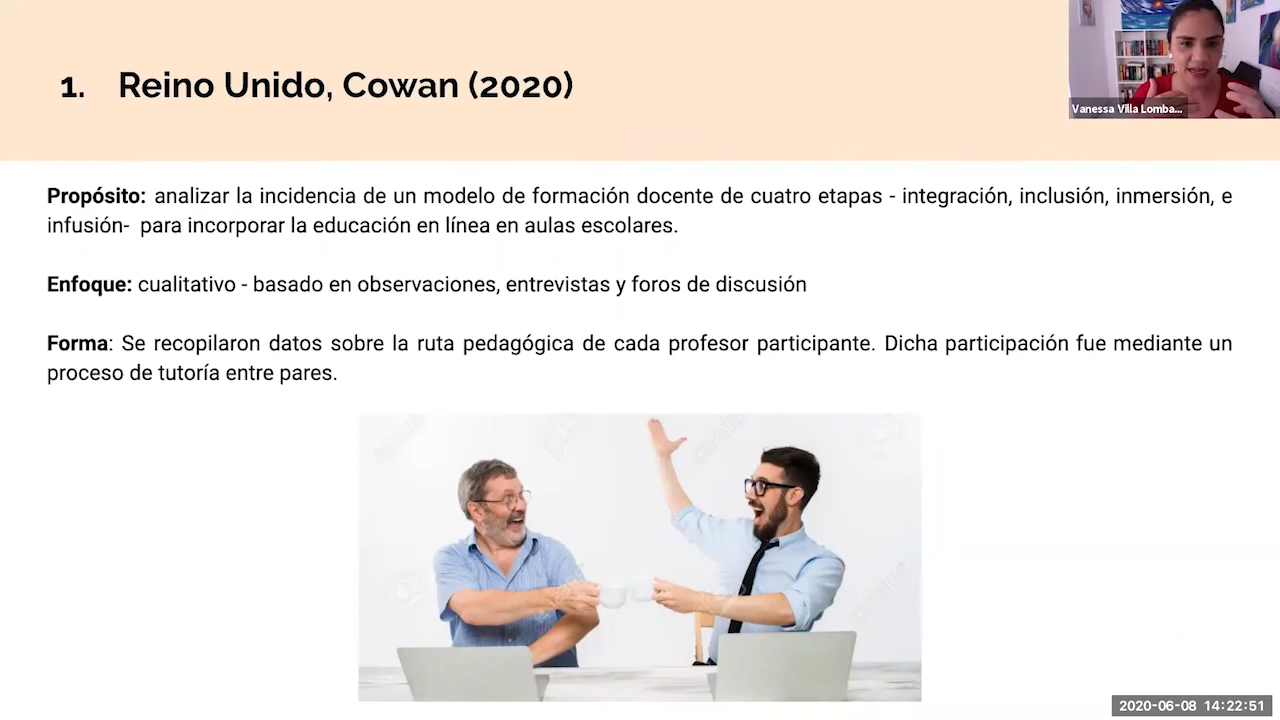 1. Reino Unido, Cowan (2020)
Vanessa Villa Lomba...
Propósito: analizar la incidencia de un modelo de formación docente de cuatro etapas - integración, inclusión, inmersión, e
infusión- para incorporar la educación en línea en aulas escolares.
Enfoque: cualitativo - basado en observaciones, entrevistas y foros de discusión
Forma: Se recopilaron datos sobre la ruta pedagógica de cada profesor participante. Dicha participación fue mediante un
proceso de tutoría entre pares.
2020-06-08 14:22:51